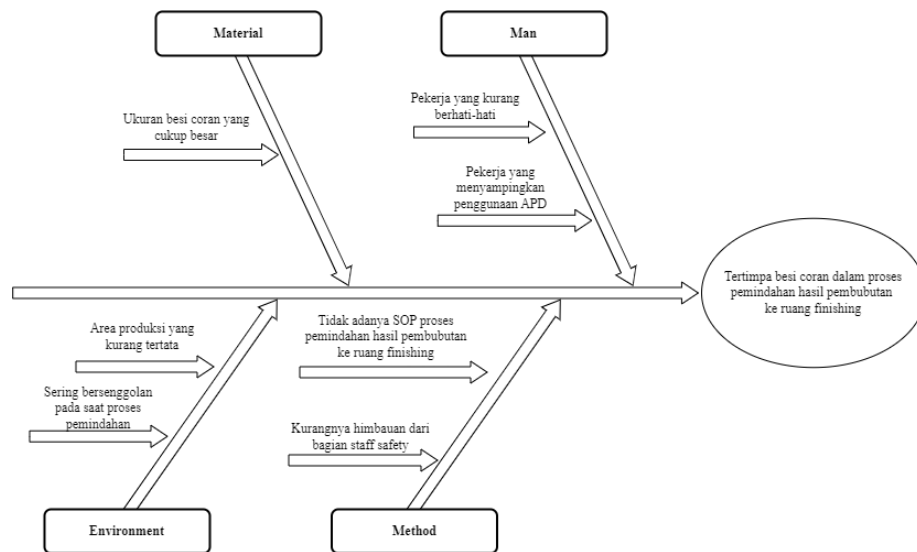 Material
Man
Ukuran besi coran yang
cukup besar
Pekerja yang kurang
berhati-hati
Pekerja yang
menyampingkan
penggunaan APD
Tertimpa besi coran dalam proses
pemindahan hasil pembubutan
ke ruang finishing
Area produksi yang
kurang tertata
Sering bersenggolan
pada saat proses
pemindahan
Tidak adanya SOP proses
pemindahan hasil pembubutan
ke ruang finishing
Kurangnya himbauan dari
bagian staff safety
Environment
Method